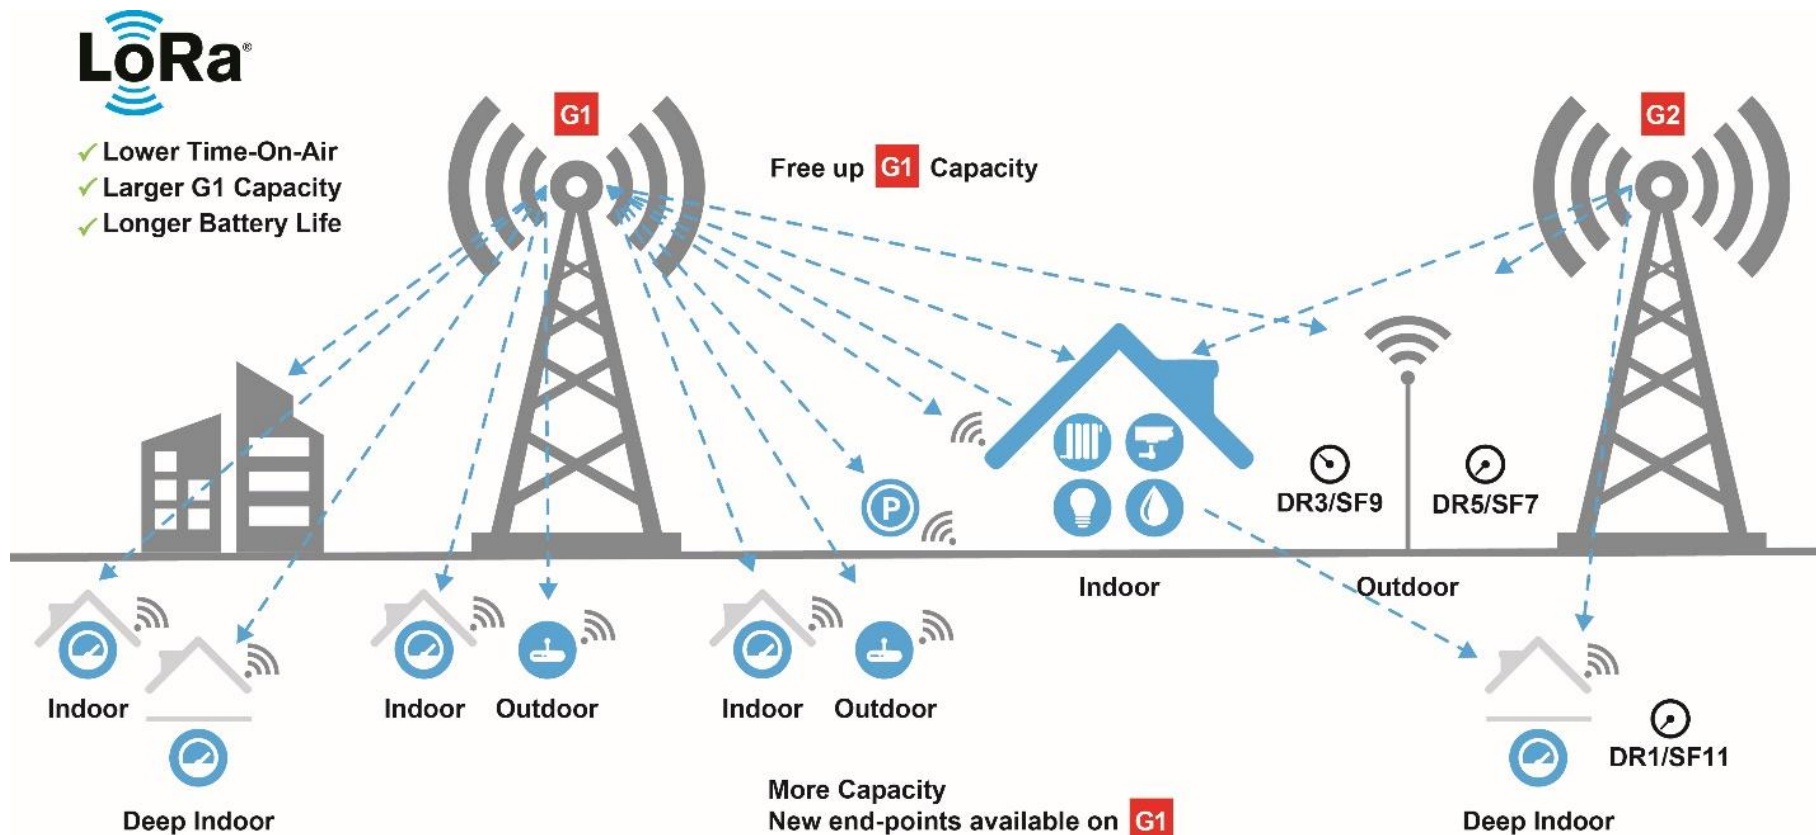 LoRa®
Lower Time-On-Air
Larger G1 Capacity
Longer Battery Life
G1
Free up G1 Capacity
G2
P
DR3/SF9
DR5/SF7
Indoor
Outdoor
Indoor
Deep Indoor
Indoor
Outdoor
Indoor
Outdoor
DR1/SF11
Deep Indoor
More Capacity
New end-points available on G1